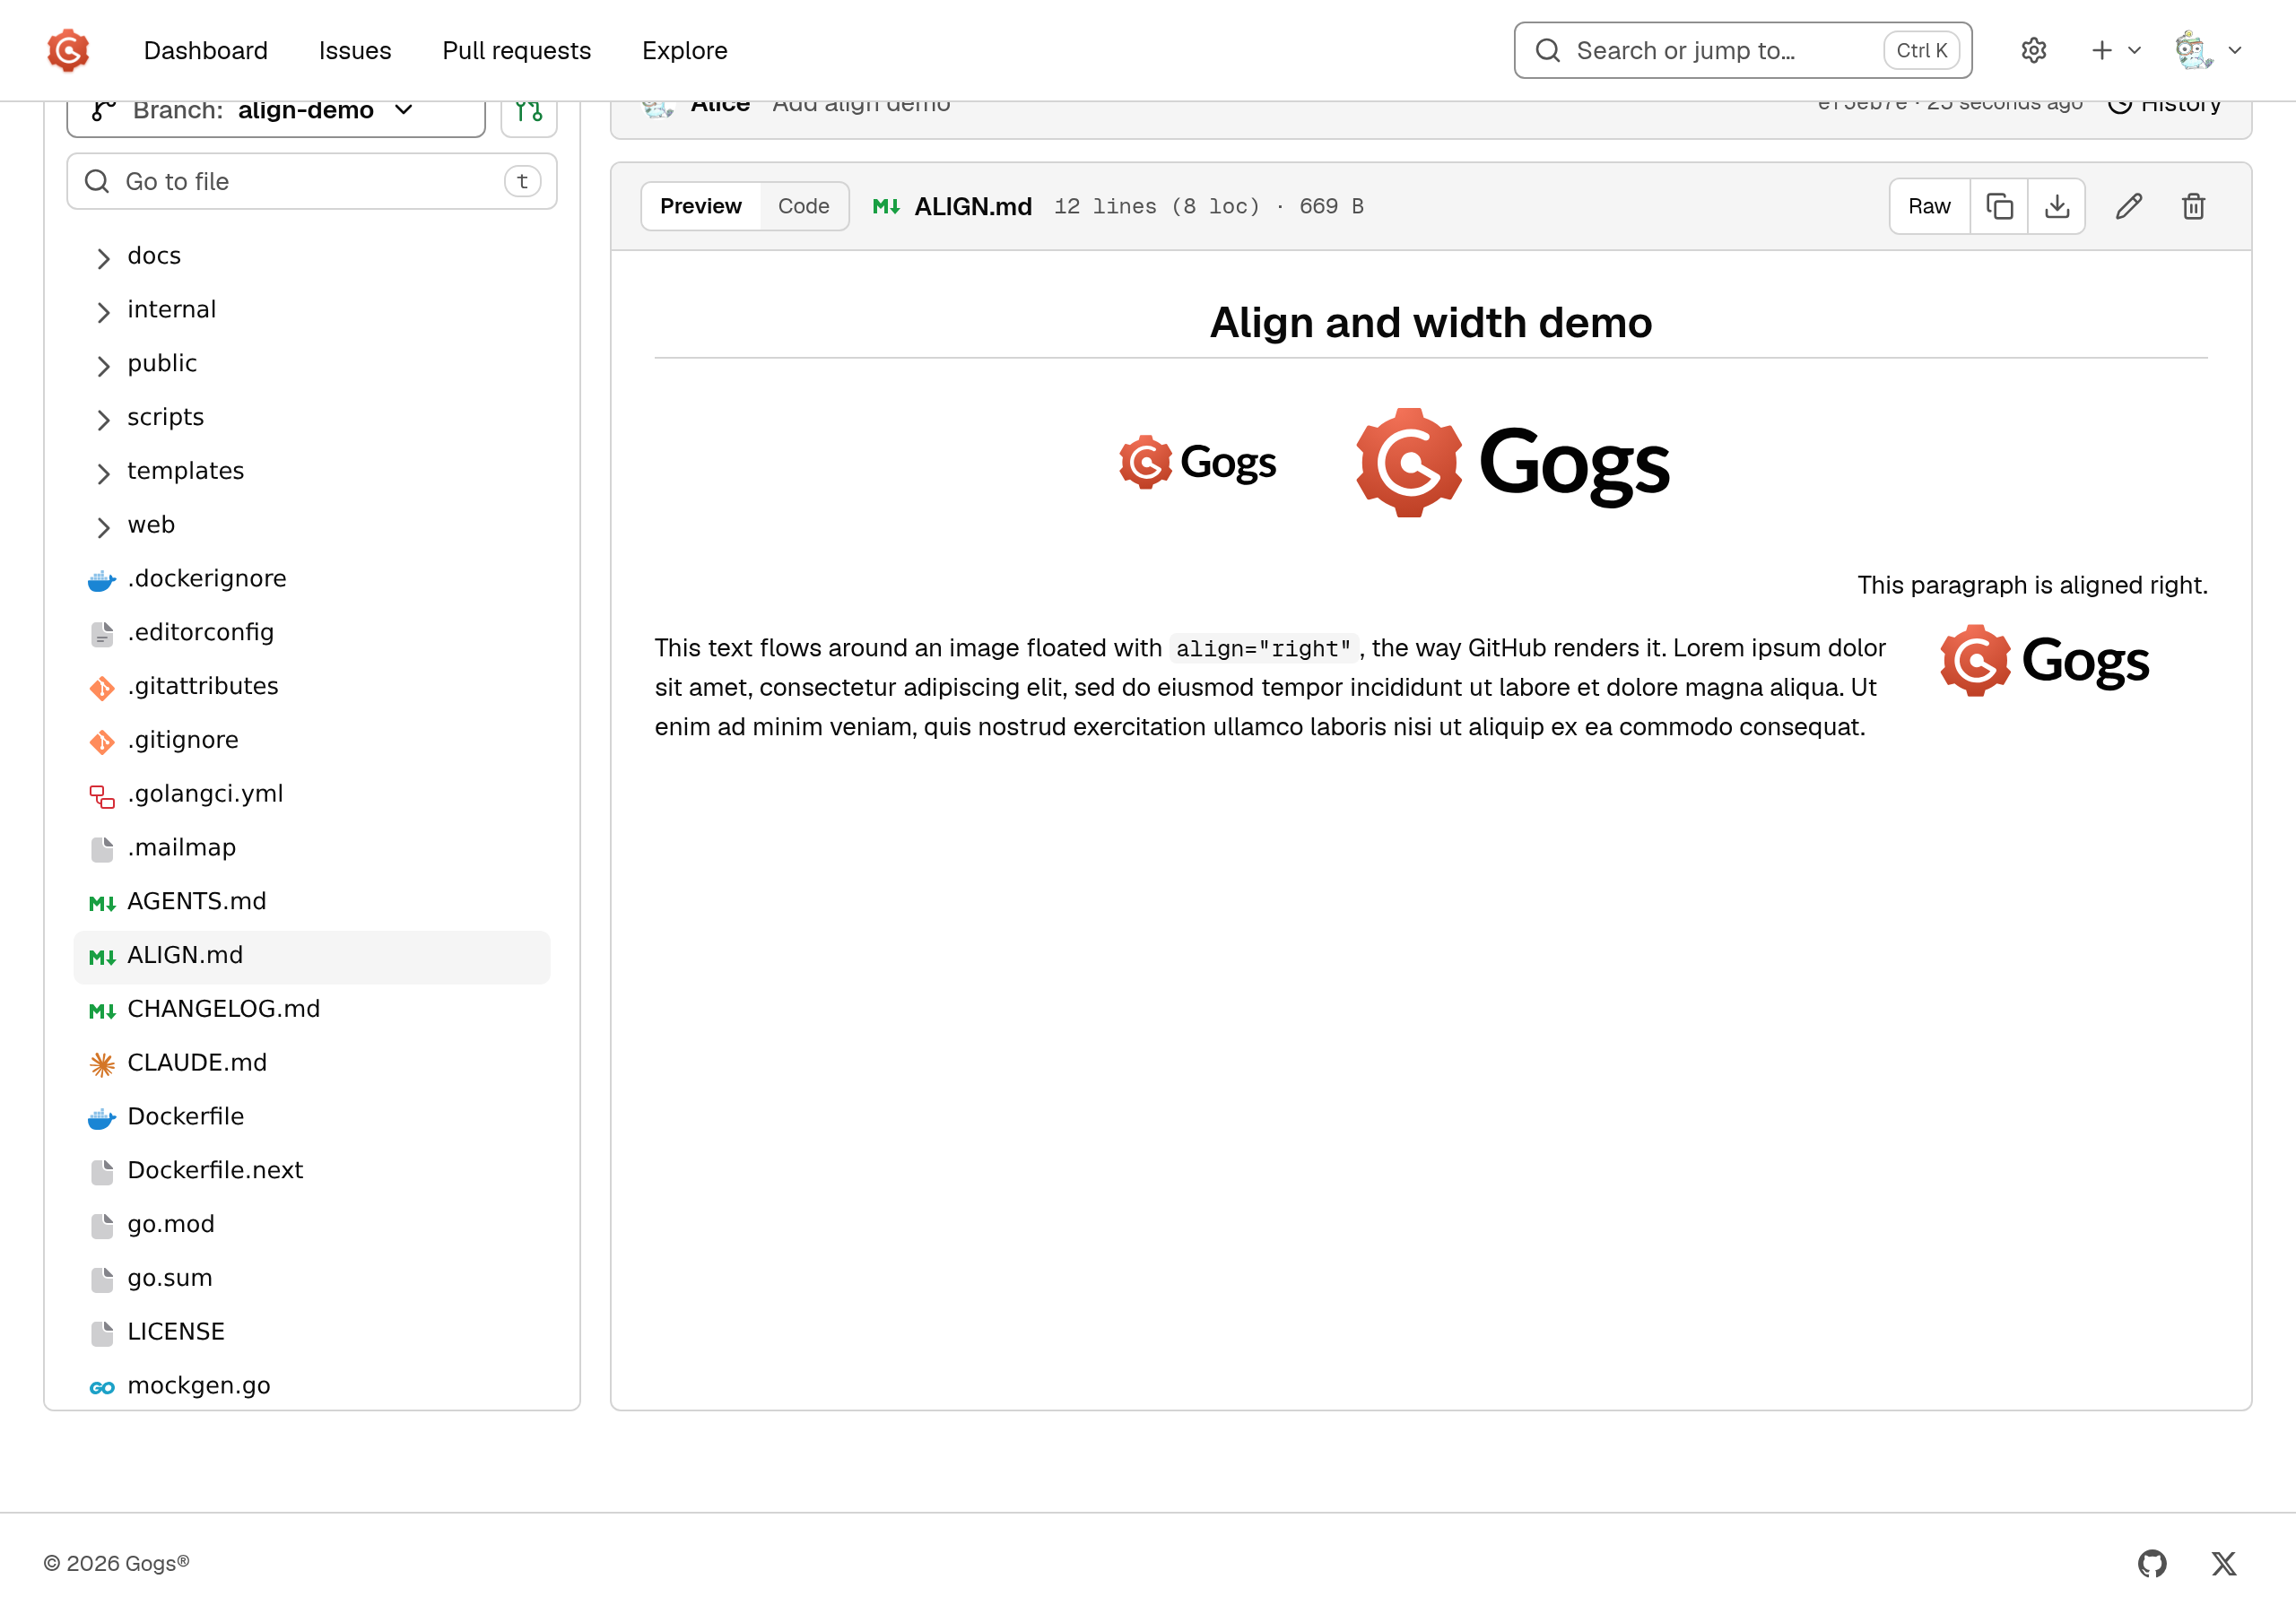 Dashboard Issues Pull requests Explore Search or jump to... Ctrl K
Branch: align-demo
Alice Add align demo 25 seconds ago History
Go to file t
docs
internal
public
scripts
templates
web
.dockerignore
.editorconfig
.gitattributes
.gitignore
.golangci.yml
.mailmap
AGENTS.md
ALIGN.md
CHANGELOG.md
CLAUDE.md
Dockerfile
Dockerfile.next
go.mod
go.sum
LICENSE
mockgen.go
Preview Code ALIGN.md 12 lines (8 loc) · 669 B Raw
Align and width demo
Gogs Gogs
This paragraph is aligned right.
This text flows around an image floated with align="right", the way GitHub renders it. Lorem ipsum dolor
sit amet, consectetur adipiscing elit, sed do eiusmod tempor incididunt ut labore et dolore magna aliqua. Ut
enim ad minim veniam, quis nostrud exercitation ullamco laboris nisi ut aliquip ex ea commodo consequat.
Gogs
© 2026 Gogs®